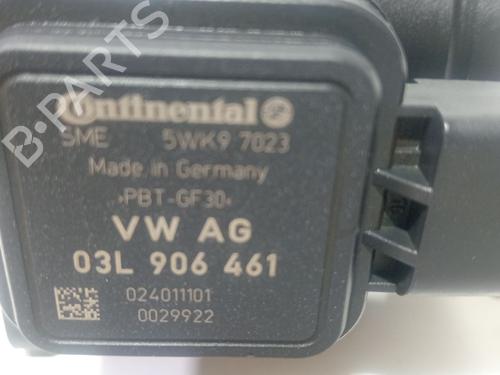 Continental
SME 5WK9 7023
Made in Germany
>PBT-GF30<
VW AG
03L 906 461
024011101
0029922
B-PARTS